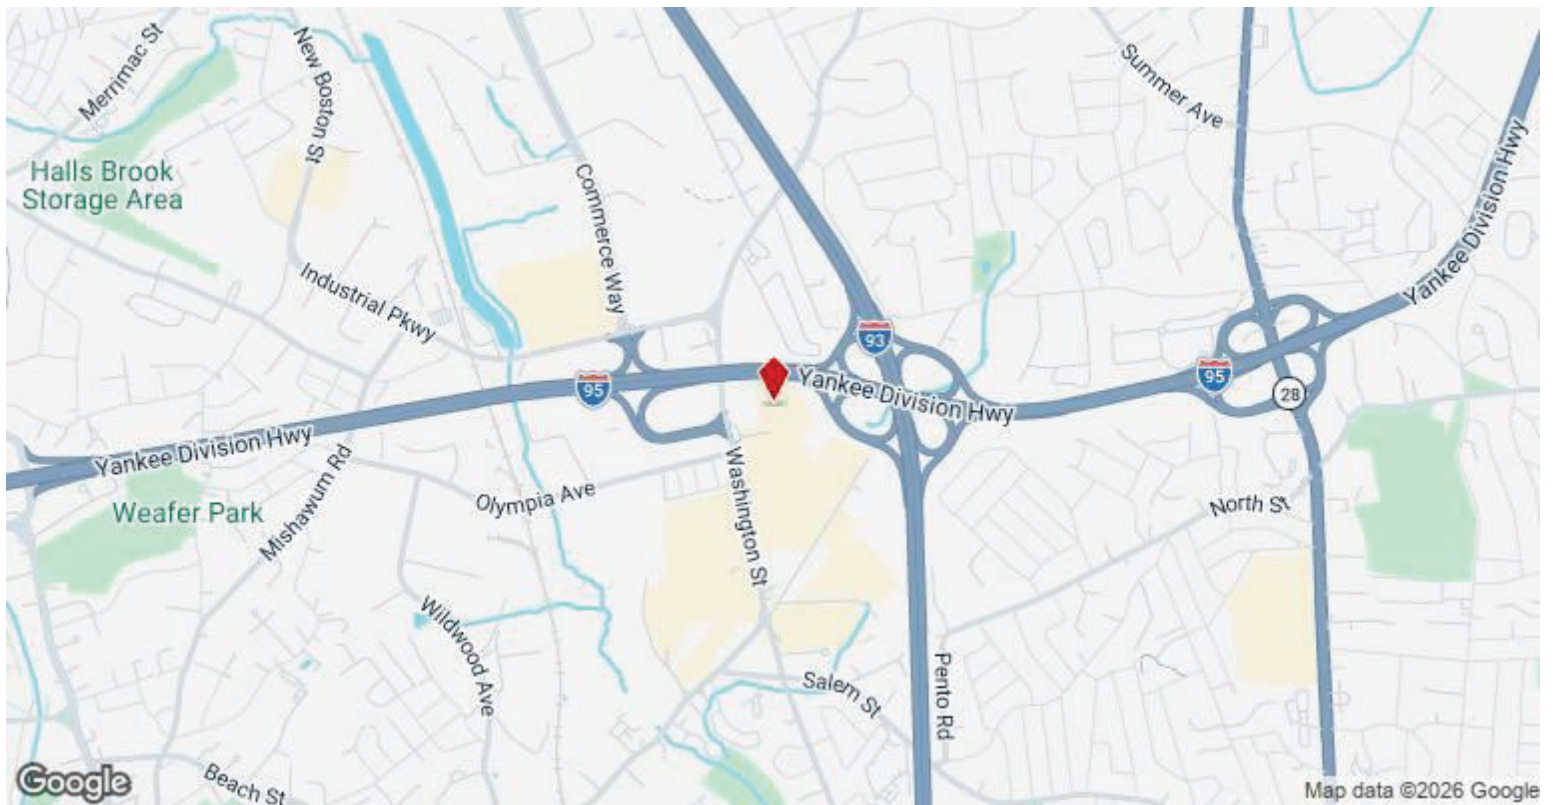 Merrimac St
New Boston St
Summer Ave
Halls Brook
Storage Area
Commerce Way
Yankee Division Hwy
Industrial Pkwy
93
95
95
Yankee Division Hwy
28
Yankee Division Hwy
Mishawum Rd
Olympia Ave
Washington St
North St
Weafer Park
Wildwood Ave
Salem St
Pento Rd
Beach St
Google
Map data ©2026 Google